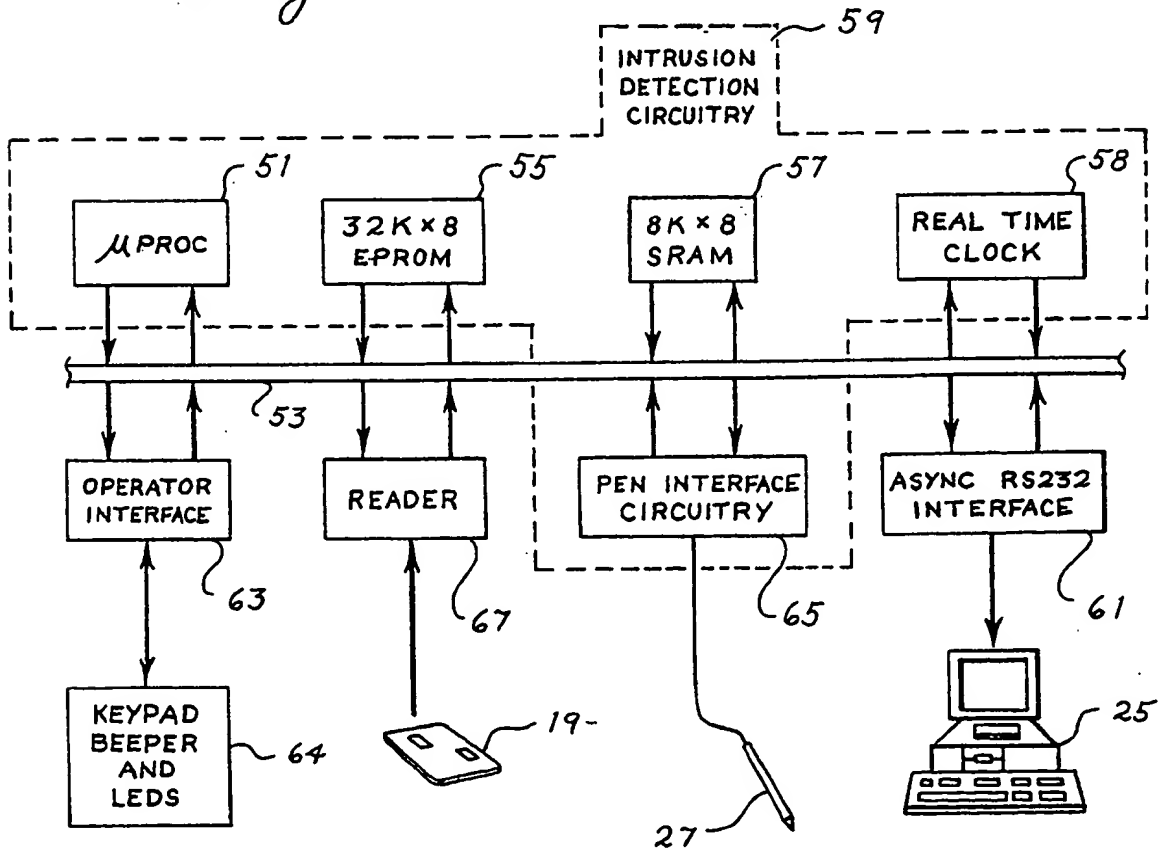 59
INTRUSION
DETECTION
CIRCUITRY
51
55
57
58
μPROC
32K × 8
EPROM
8K × 8
SRAM
REAL TIME
CLOCK
53
OPERATOR
INTERFACE
READER
PEN INTERFACE
CIRCUITRY
ASYNC RS232
INTERFACE
63
67
65
61
KEYPAD
BEEPER
AND
LEDS
64
19
27
25